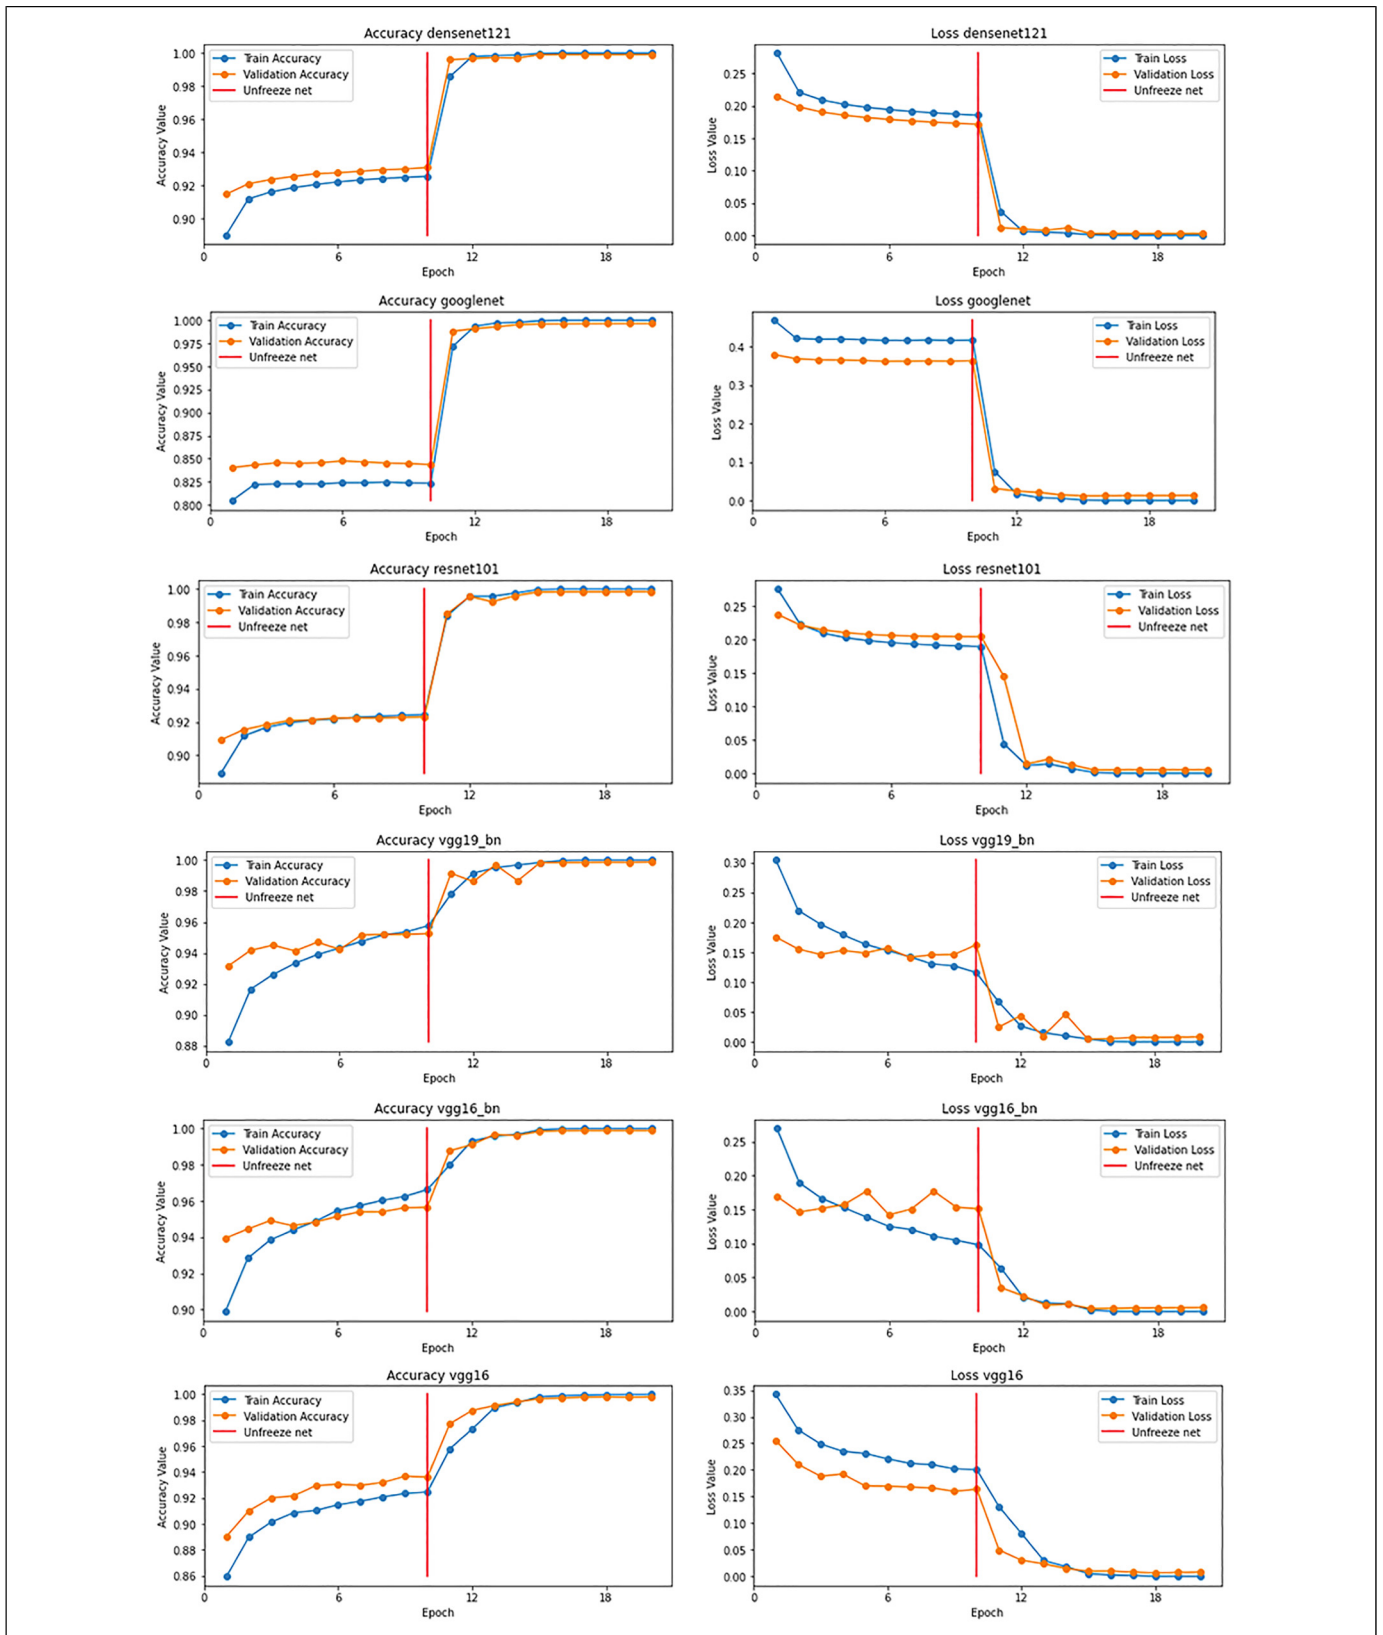 Accuracy densenet121
Accuracy Value
1.00
0.98
0.96
0.94
0.92
0.90
Train Accuracy
Validation Accuracy
Unfreeze net
0 6 12 18
Epoch
Loss densenet121
Loss Value
0.25
0.20
0.15
0.10
0.05
0.00
Train Loss
Validation Loss
Unfreeze net
0 6 12 18
Epoch
Accuracy googlenet
Accuracy Value
1.000
0.975
0.950
0.925
0.900
0.875
0.850
0.825
0.800
Train Accuracy
Validation Accuracy
Unfreeze net
0 6 12 18
Epoch
Loss googlenet
Loss Value
0.4
0.3
0.2
0.1
0.0
Train Loss
Validation Loss
Unfreeze net
0 6 12 18
Epoch
Accuracy resnet101
Accuracy Value
1.00
0.98
0.96
0.94
0.92
0.90
Train Accuracy
Validation Accuracy
Unfreeze net
0 6 12 18
Epoch
Loss resnet101
Loss Value
0.25
0.20
0.15
0.10
0.05
0.00
Train Loss
Validation Loss
Unfreeze net
0 6 12 18
Epoch
Accuracy vgg19_bn
Accuracy Value
1.00
0.98
0.96
0.94
0.92
0.90
0.88
Train Accuracy
Validation Accuracy
Unfreeze net
0 6 12 18
Epoch
Loss vgg19_bn
Loss Value
0.30
0.25
0.20
0.15
0.10
0.05
0.00
Train Loss
Validation Loss
Unfreeze net
0 6 12 18
Epoch
Accuracy vgg16_bn
Accuracy Value
1.00
0.98
0.96
0.94
0.92
0.90
Train Accuracy
Validation Accuracy
Unfreeze net
0 6 12 18
Epoch
Loss vgg16_bn
Loss Value
0.25
0.20
0.15
0.10
0.05
0.00
Train Loss
Validation Loss
Unfreeze net
0 6 12 18
Epoch
Accuracy vgg16
Accuracy Value
1.00
0.98
0.96
0.94
0.92
0.90
0.88
0.86
Train Accuracy
Validation Accuracy
Unfreeze net
0 6 12 18
Epoch
Loss vgg16
Loss Value
0.35
0.30
0.25
0.20
0.15
0.10
0.05
0.00
Train Loss
Validation Loss
Unfreeze net
0 6 12 18
Epoch